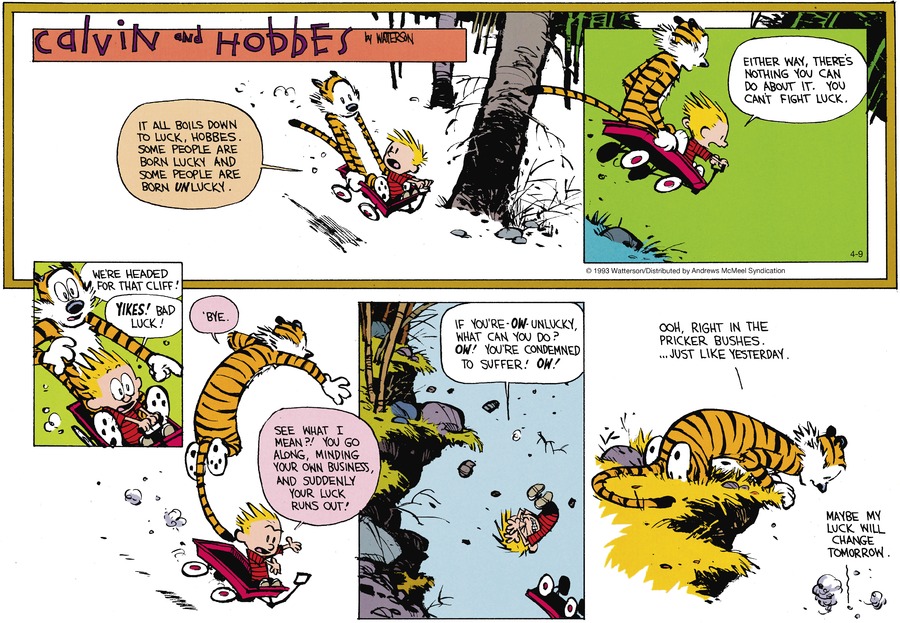 CALVIN and HOBBES by WATTERSON
IT ALL BOILS DOWN
TO LUCK, HOBBES.
SOME PEOPLE ARE
BORN LUCKY AND
SOME PEOPLE ARE
BORN UNLUCKY.
EITHER WAY, THERE'S
NOTHING YOU CAN
DO ABOUT IT. YOU
CAN'T FIGHT LUCK.
4-9
© 1993 Watterson/Distributed by Andrews McMeel Syndication
WE'RE HEADED
FOR THAT CLIFF!
YIKES! BAD
LUCK!
'BYE.
SEE WHAT I
MEAN?! YOU GO
ALONG, MINDING
YOUR OWN BUSINESS,
AND SUDDENLY
YOUR LUCK
RUNS OUT!
IF YOU'RE-OW-UNLUCKY,
WHAT CAN YOU DO?
OW! YOU'RE CONDEMNED
TO SUFFER! OW!
OOH, RIGHT IN THE
PRICKER BUSHES.
...JUST LIKE YESTERDAY.
MAYBE MY
LUCK WILL
CHANGE
TOMORROW.